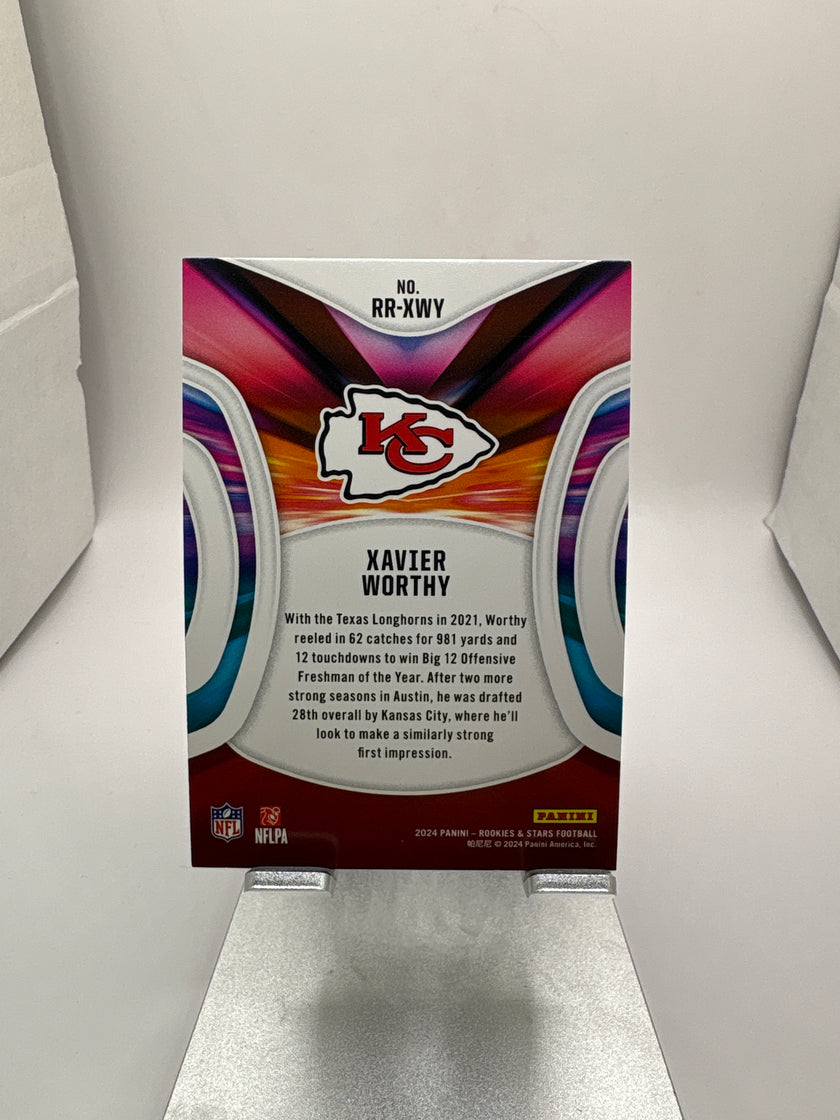 NO.
RR-XWY
KC
XAVIER
WORTHY
With the Texas Longhorns in 2021, Worthy
reeled in 62 catches for 981 yards and
12 touchdowns to win Big 12 Offensive
Freshman of the Year. After two more
strong seasons in Austin, he was drafted
28th overall by Kansas City, where he'll
look to make a similarly strong
first impression.
NFL
NFLPA
PANINI
2024 PANINI – ROOKIES & STARS FOOTBALL
帕尼尼 © 2024 Panini America, Inc.